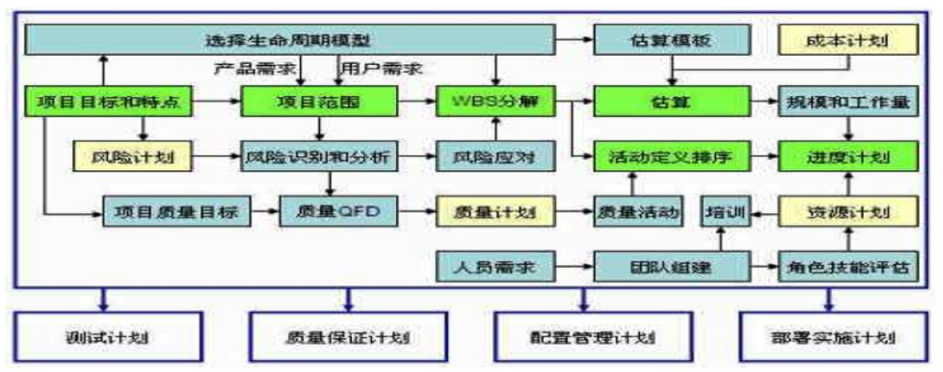 选择生命周期模型 估算模板 成本计划
产品需求 用户需求
项目目标和特点 项目范围 WBS分解 估算 规模和工作量
风险计划 风险识别和分析 风险应对 活动定义排序 进度计划
项目质量目标 质量QFD 质量计划 质量活动 培训 资源计划
人员需求 团队组建 角色技能评估
测试计划 质量保证计划 配置管理计划 部署实施计划